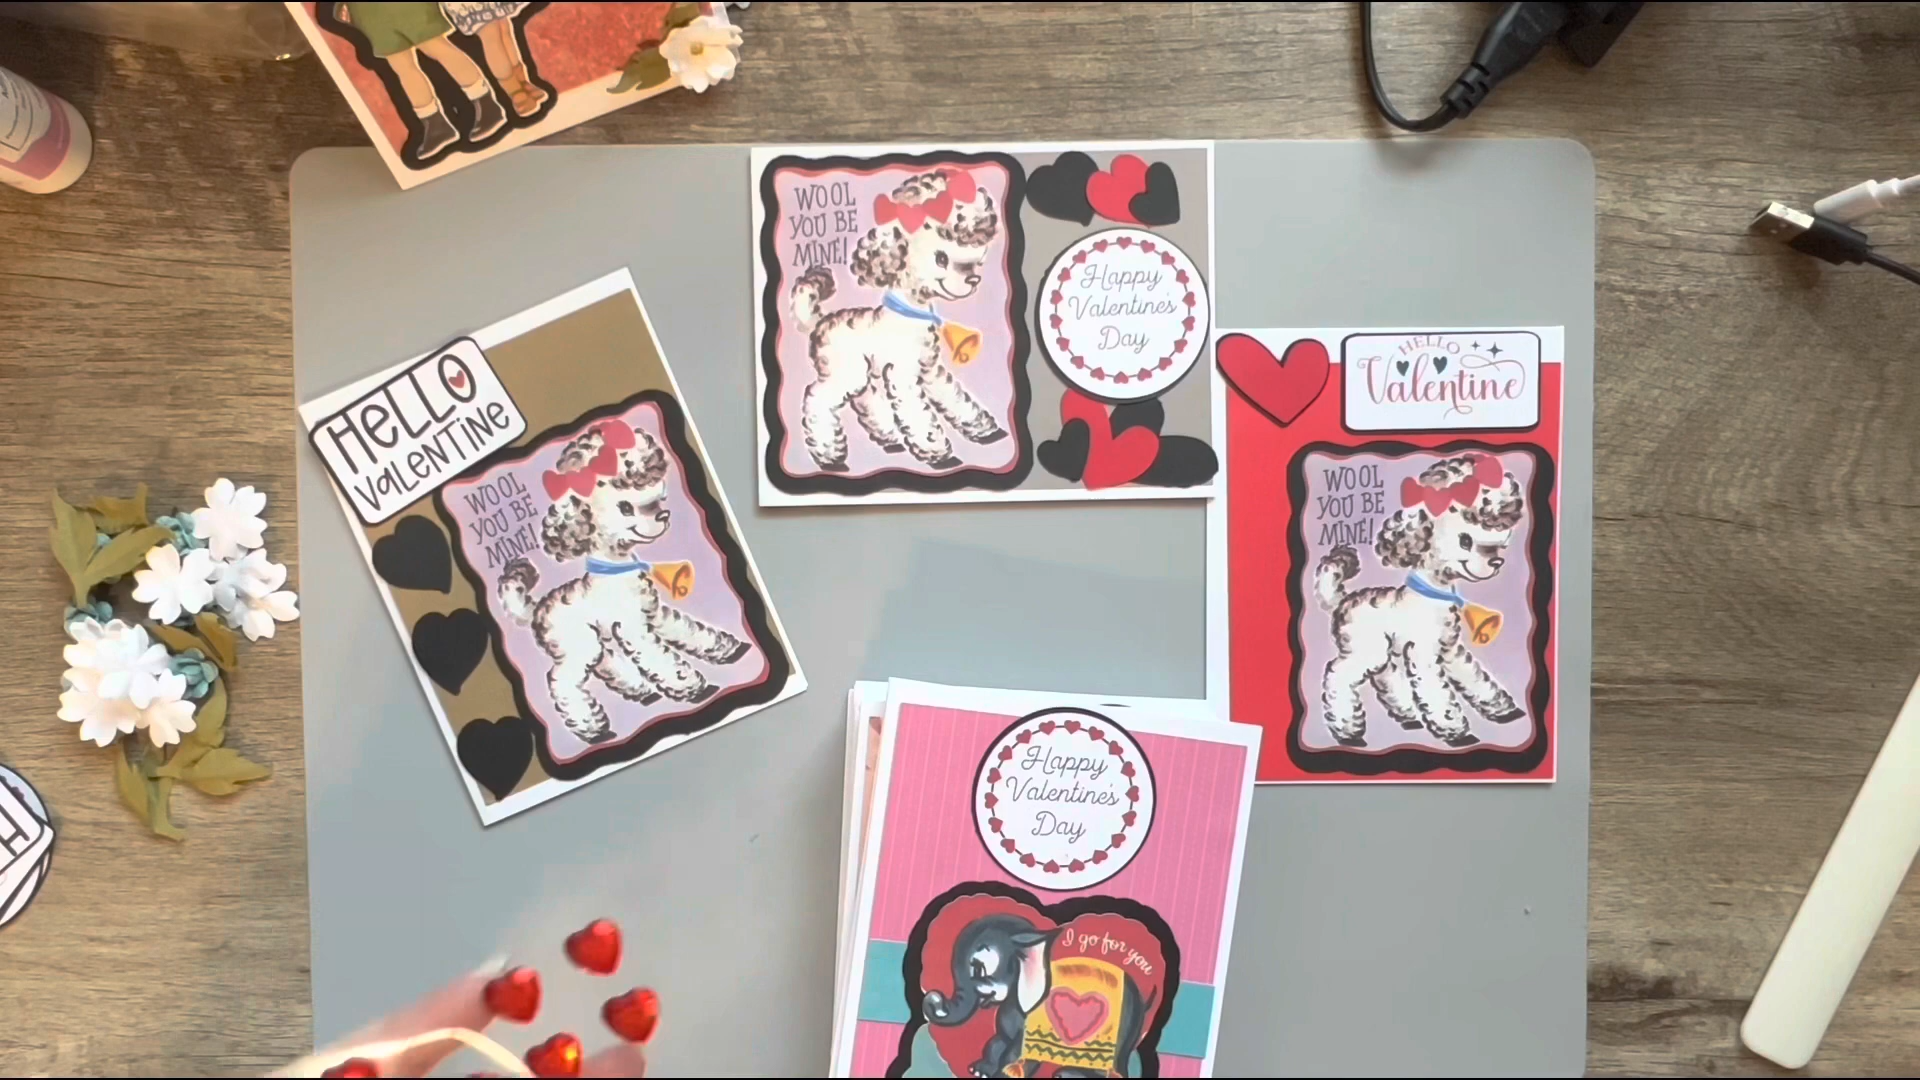 WOOL
YOU BE
MINE!
Happy
Valentine's
Day
HELLO
VALENTINE
WOOL
YOU BE
MINE!
HELLO
Valentine
WOOL
YOU BE
MINE!
Happy
Valentine's
Day
I go for you
H